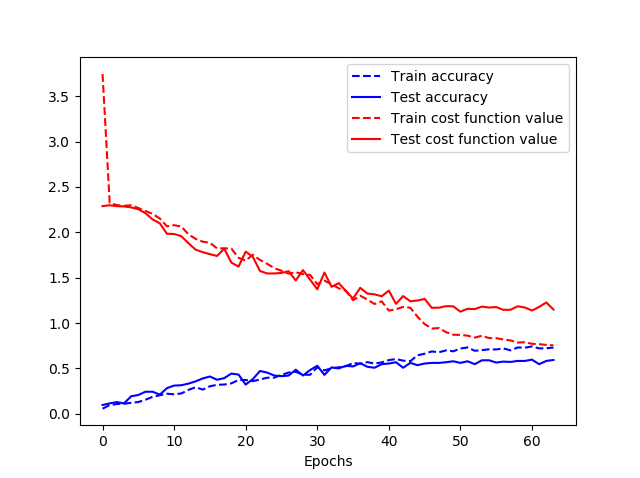 Train accuracy
Test accuracy
Train cost function value
Test cost function value
3.5
3.0
2.5
2.0
1.5
1.0
0.5
0.0
0 10 20 30 40 50 60
Epochs